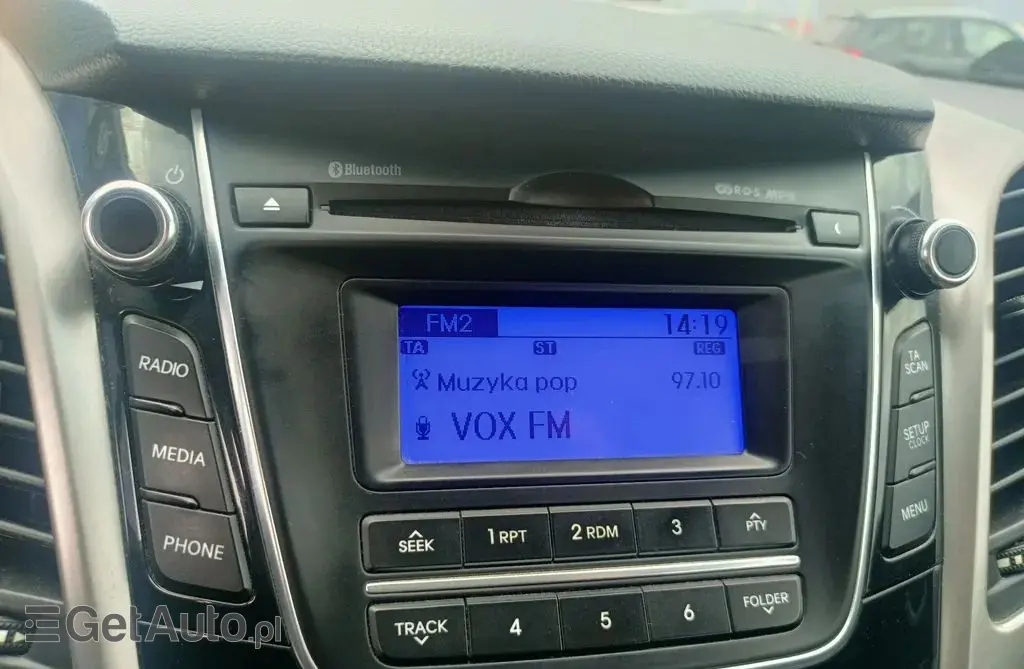 Bluetooth
R·D·S MP3
FM2 14:19
TA ST REG
Muzyka pop 97.10
VOX FM
RADIO
MEDIA
PHONE
TA
SCAN
SETUP
CLOCK
MENU
SEEK 1 RPT 2 RDM 3 PTY
TRACK 4 5 6 FOLDER
GetAuto.pl